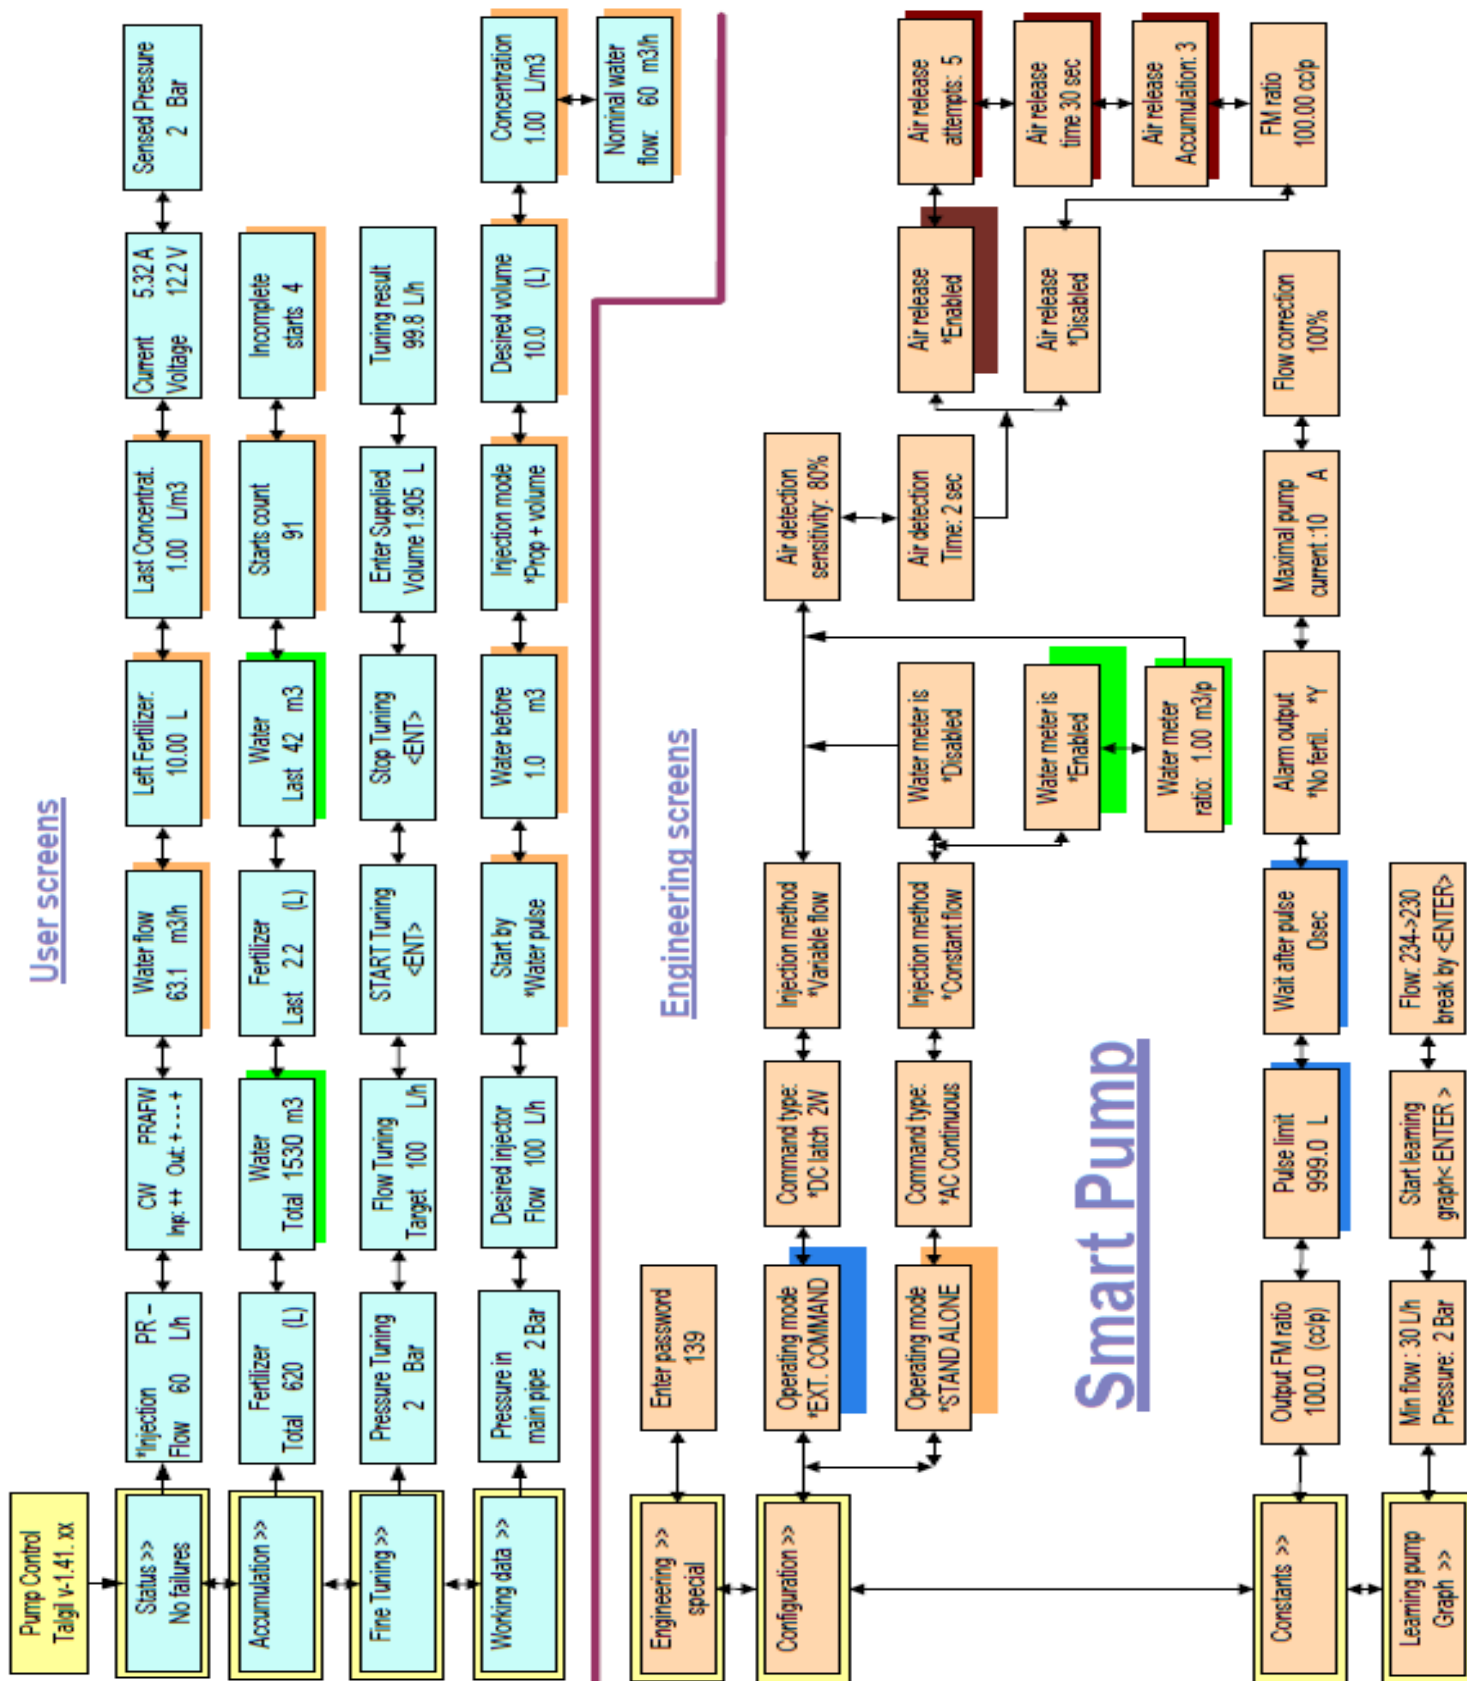 User screens
Pump Control
Talgil v-1.41. xx
Status >>
No failures
*Injection PR –
Flow 60 L/h
CW PRAFW
Inp: ++ Out: +---+
Water flow
63.1 m3/h
Left Fertilizer:
10.00 L
Last Concentrat.
1.00 L/m3
Current 5.32 A
Voltage 12.2 V
Sensed Pressure
2 Bar
Accumulation >>
Fertilizer
Total 620 (L)
Water
Total 1530 m3
Fertilizer
Last 2.2 (L)
Water
Last 42 m3
Starts count
91
Incomplete
starts 4
Fine Tuning >>
Pressure Tuning
2 Bar
Flow Tuning
Target 100 L/h
START Tuning
<ENT>
Stop Tuning
<ENT>
Enter Supplied
Volume 1.905 L
Tuning result
99.8 L/h
Working data >>
Pressure in
main pipe 2 Bar
Desired injector
Flow 100 L/h
Start by
*Water pulse
Water before
1.0 m3
Injection mode
*Prop + volume
Desired volume
10.0 (L)
Concentration
1.00 L/m3
Nominal water
flow: 60 m3/h
Engineering screens
Engineering >>
special
Enter password
139
Configuration >>
Operating mode
*EXT. COMMAND
Command type:
*DC latch 2W
Injection method
*Variable flow
Air detection
sensitivity: 80%
Operating mode
*STAND ALONE
Command type:
*AC Continuous
Injection method
*Constant flow
Water meter is
*Disabled
Air detection
Time: 2 sec
Air release
*Enabled
Air release
attempts: 5
Water meter is
*Enabled
Air release
*Disabled
Air release
time 30 sec
Water meter
ratio: 1.00 m3/p
Air release
Accumulation: 3
FM ratio
100.00 cc/p
Smart Pump
Constants >>
Output FM ratio
100.0 (cc/p)
Pulse limit
999.0 L
Wait after pulse
0sec
Alarm output
*No fertil. *Y
Maximal pump
current :10 A
Flow correction
100%
Learning pump
Graph >>
Min flow : 30 L/h
Pressure: 2 Bar
Start learning
graph< ENTER >
Flow: 234->230
break by <ENTER>